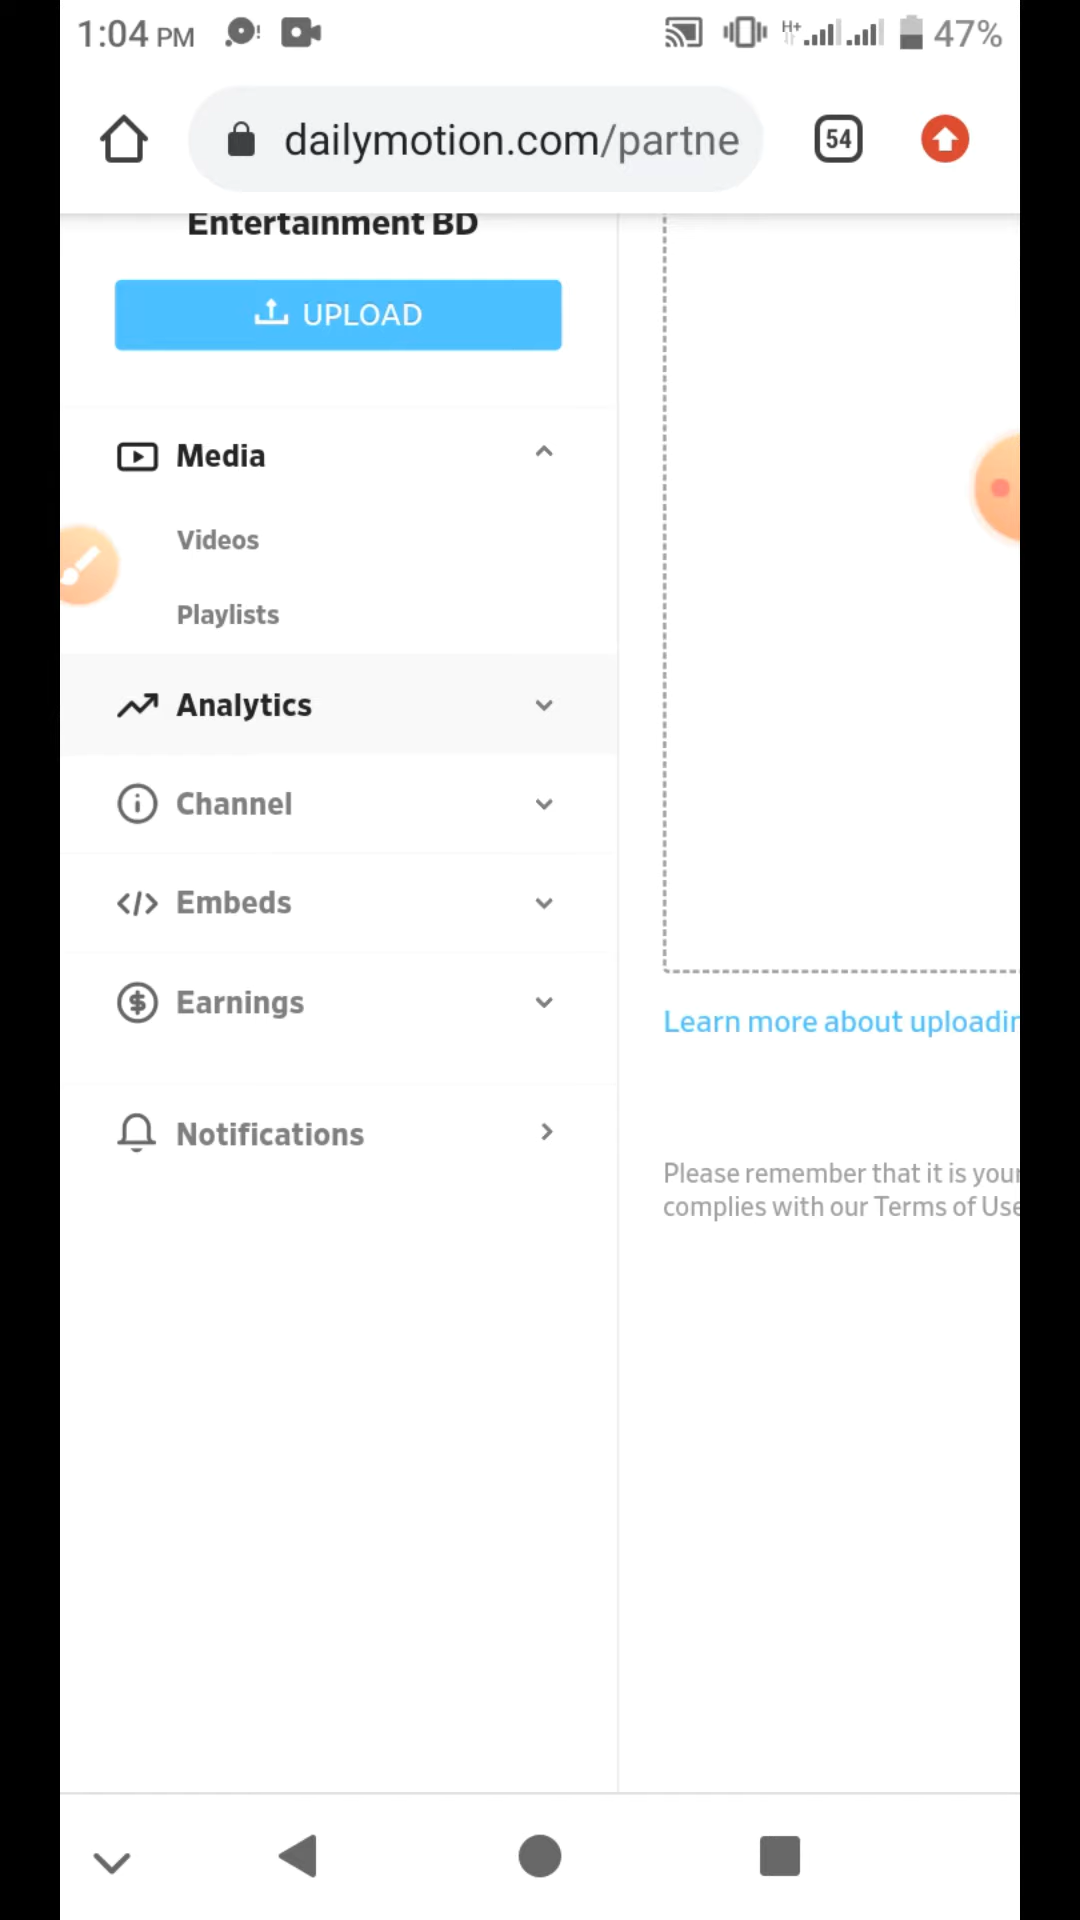 1:04 PM
H+
47%
dailymotion.com/partne
54
Entertainment BD
UPLOAD
Media
Videos
Playlists
Analytics
Channel
Embeds
Earnings
Notifications
Learn more about uploadin
Please remember that it is your
complies with our Terms of Use